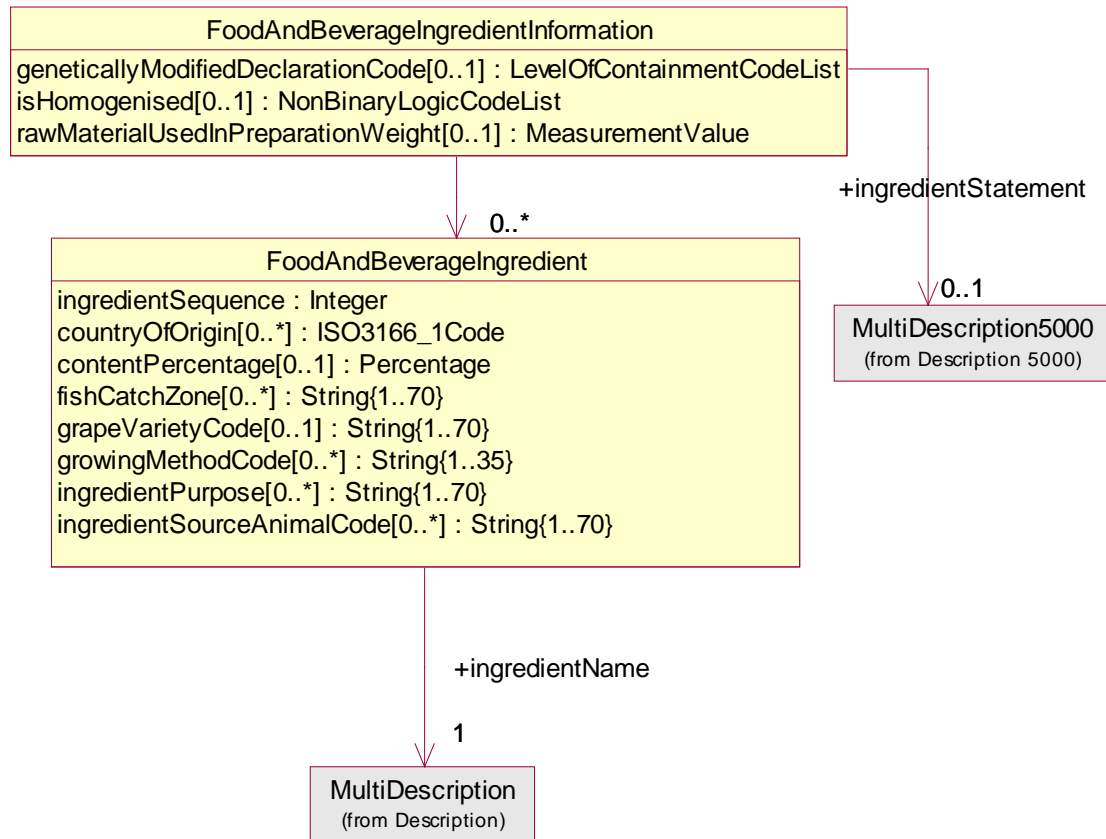 FoodAndBeverageIngredientInformation
geneticallyModifiedDeclarationCode[0..1] : LevelOfContainmentCodeList
isHomogenised[0..1] : NonBinaryLogicCodeList
rawMaterialUsedInPreparationWeight[0..1] : MeasurementValue
+ingredientStatement
0..*
FoodAndBeverageIngredient
ingredientSequence : Integer
countryOfOrigin[0..*] : ISO3166_1Code
contentPercentage[0..1] : Percentage
fishCatchZone[0..*] : String{1..70}
grapeVarietyCode[0..1] : String{1..70}
growingMethodCode[0..*] : String{1..35}
ingredientPurpose[0..*] : String{1..70}
ingredientSourceAnimalCode[0..*] : String{1..70}
0..1
MultiDescription5000
(from Description 5000)
+ingredientName
1
MultiDescription
(from Description)